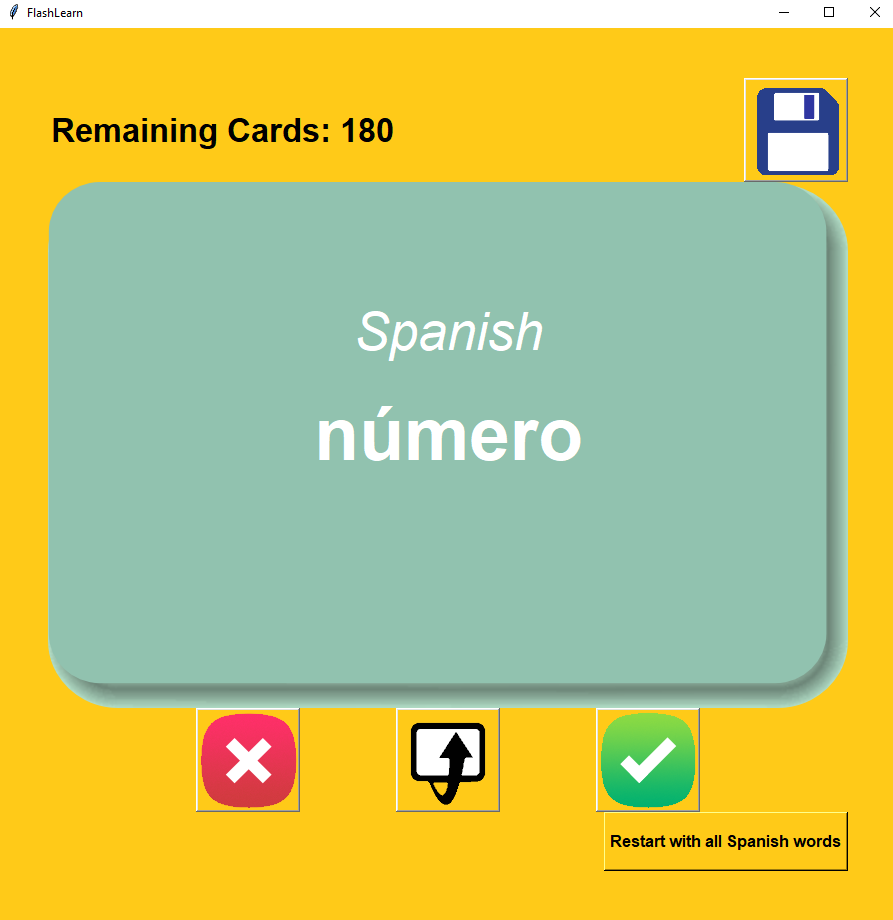 FlashLearn
Remaining Cards: 180
Spanish
número
Restart with all Spanish words